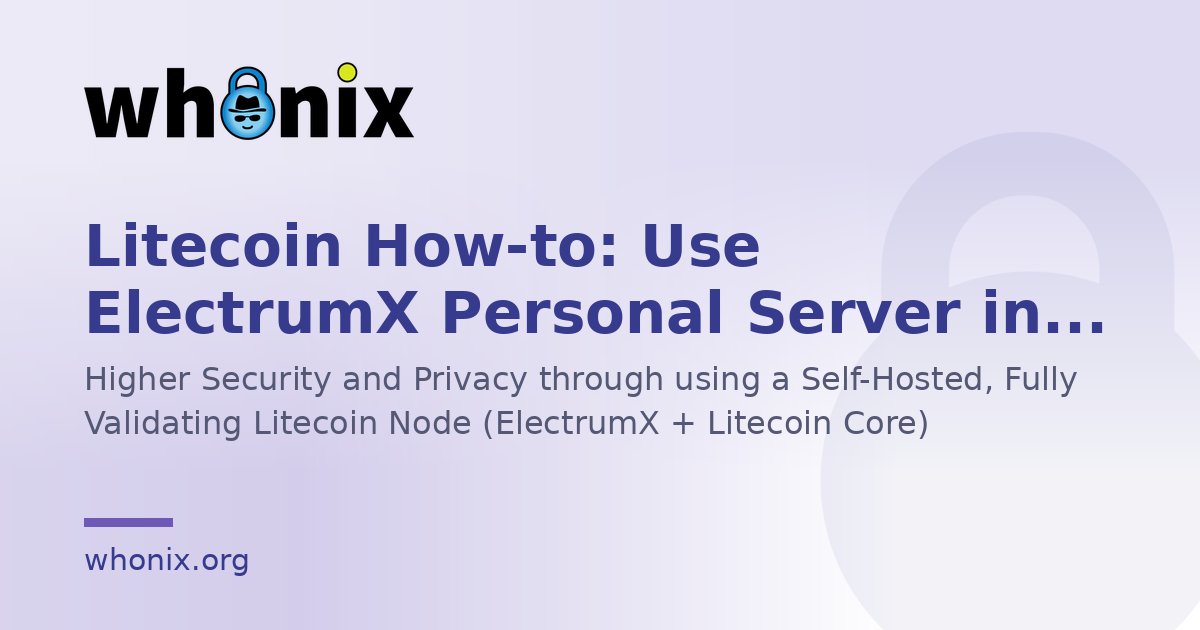 whonix
Litecoin How-to: Use
ElectrumX Personal Server in...
Higher Security and Privacy through using a Self-Hosted, Fully
Validating Litecoin Node (ElectrumX + Litecoin Core)
whonix.org